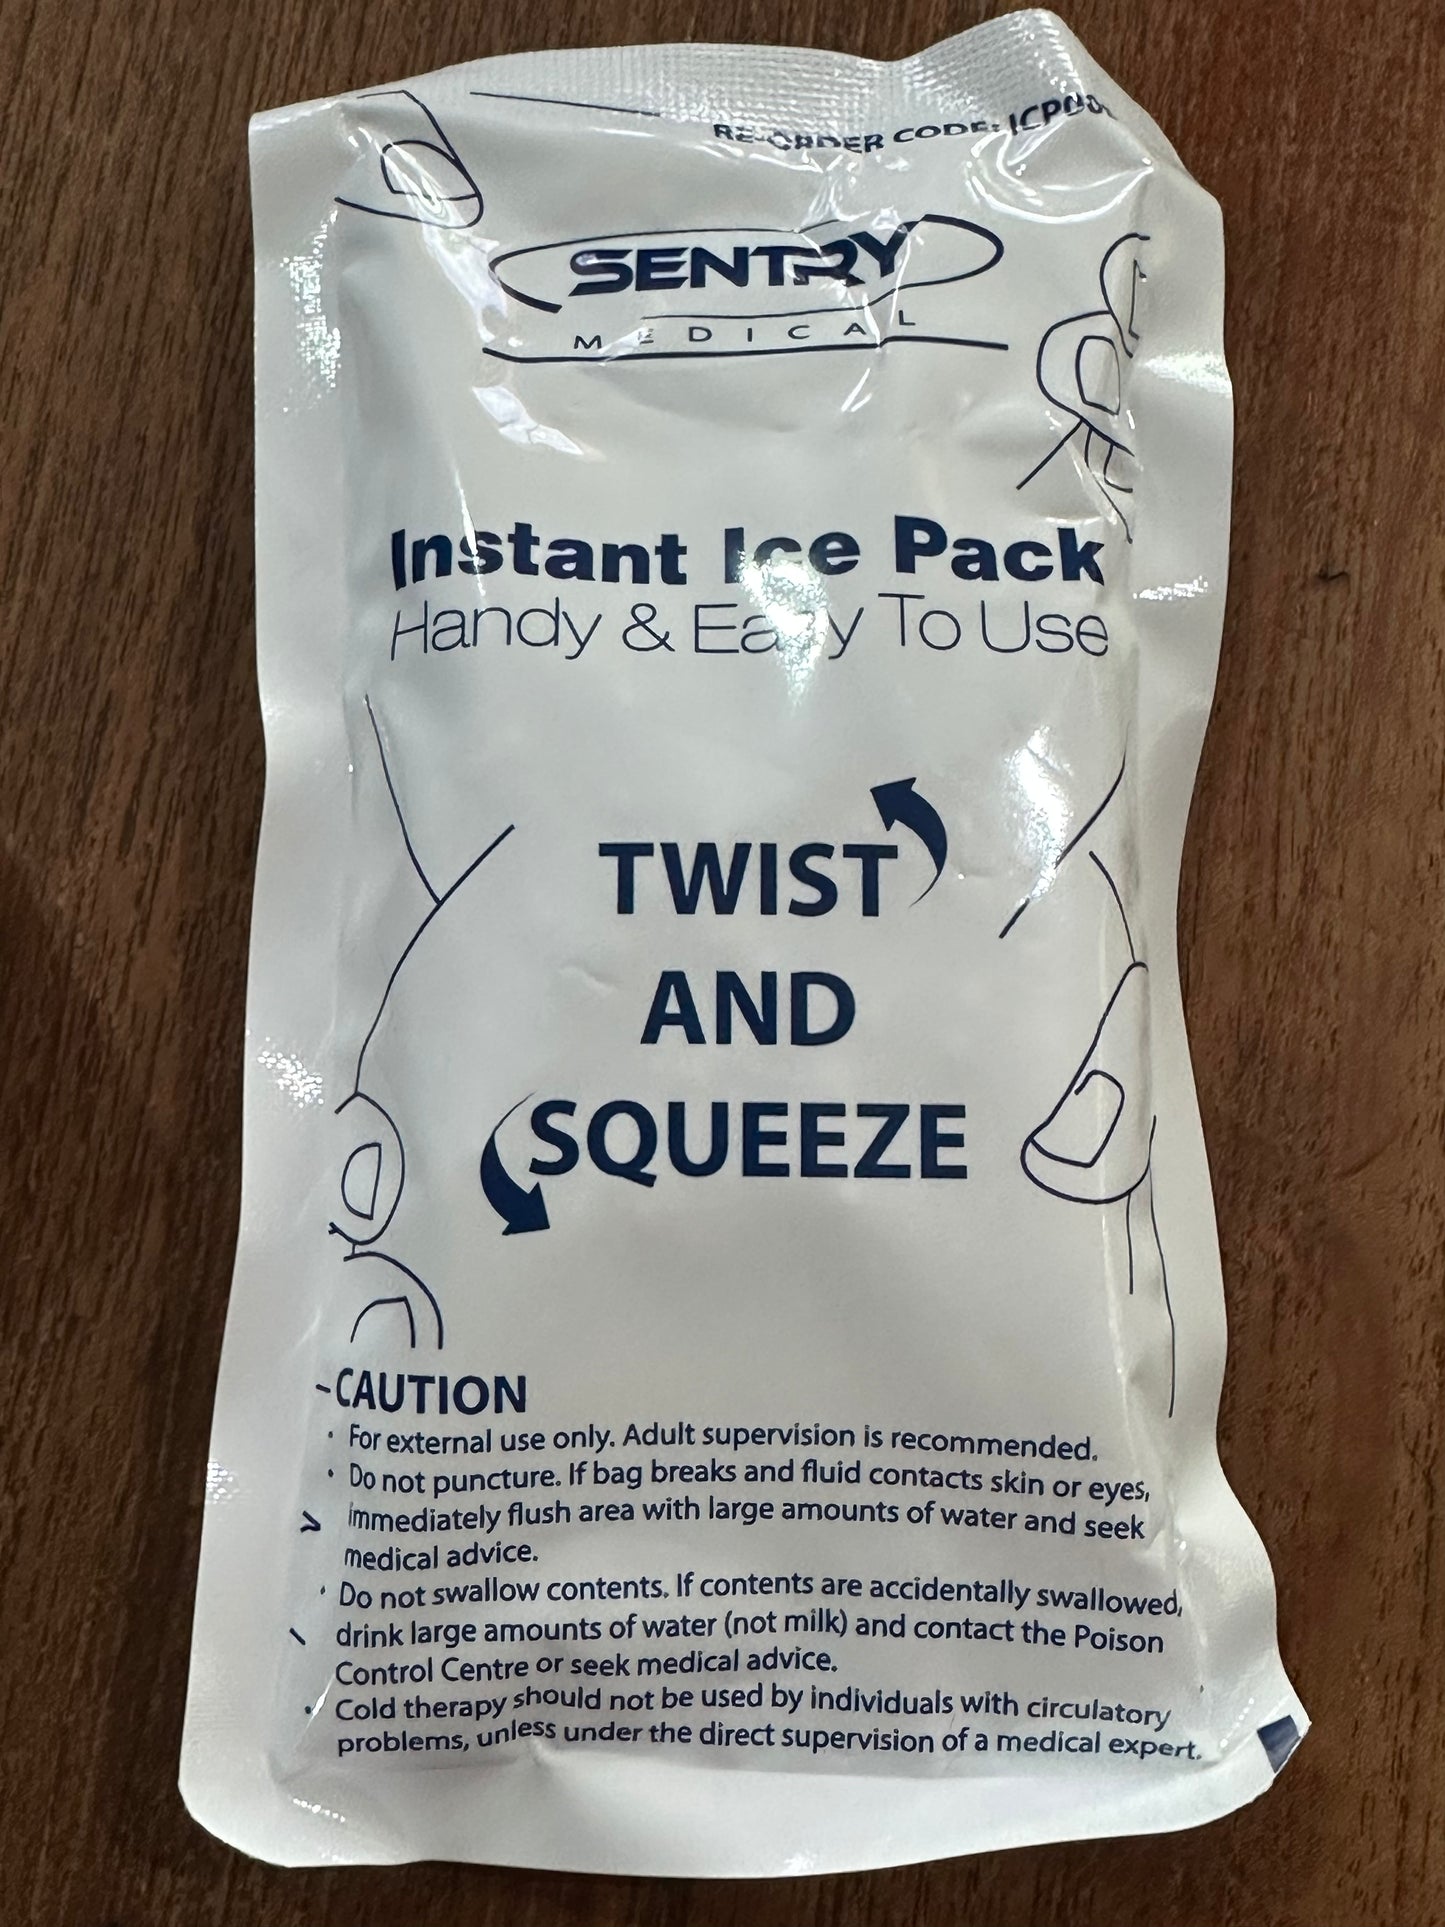 RE-ORDER CODE:
SENTRY
MEDICAL
Instant Ice Pack
Handy & Easy To Use
TWIST
AND
SQUEEZE
CAUTION
· For external use only. Adult supervision is recommended.
· Do not puncture. If bag breaks and fluid contacts skin or eyes,
immediately flush area with large amounts of water and seek
medical advice.
· Do not swallow contents. If contents are accidentally swallowed,
drink large amounts of water (not milk) and contact the Poison
Control Centre or seek medical advice.
· Cold therapy should not be used by individuals with circulatory
problems, unless under the direct supervision of a medical expert.